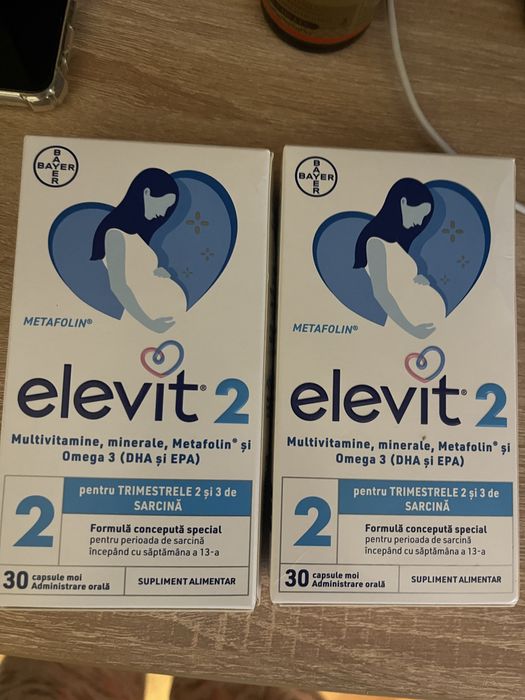 BAYER
BAYER
METAFOLIN®
elevit® 2
Multivitamine, minerale, Metafolin® și
Omega 3 (DHA și EPA)
2
pentru TRIMESTRELE 2 și 3 de
SARCINĂ
Formulă concepută special
pentru perioada de sarcină
începând cu săptămâna a 13-a
30 capsule moi
Administrare orală
SUPLIMENT ALIMENTAR
BAYER
BAYER
METAFOLIN®
elevit® 2
Multivitamine, minerale, Metafolin® și
Omega 3 (DHA și EPA)
2
pentru TRIMESTRELE 2 și 3 de
SARCINĂ
Formulă concepută special
pentru perioada de sarcină
începând cu săptămâna a 13-a
30 capsule moi
Administrare orală
SUPLIMENT ALIMENTAR